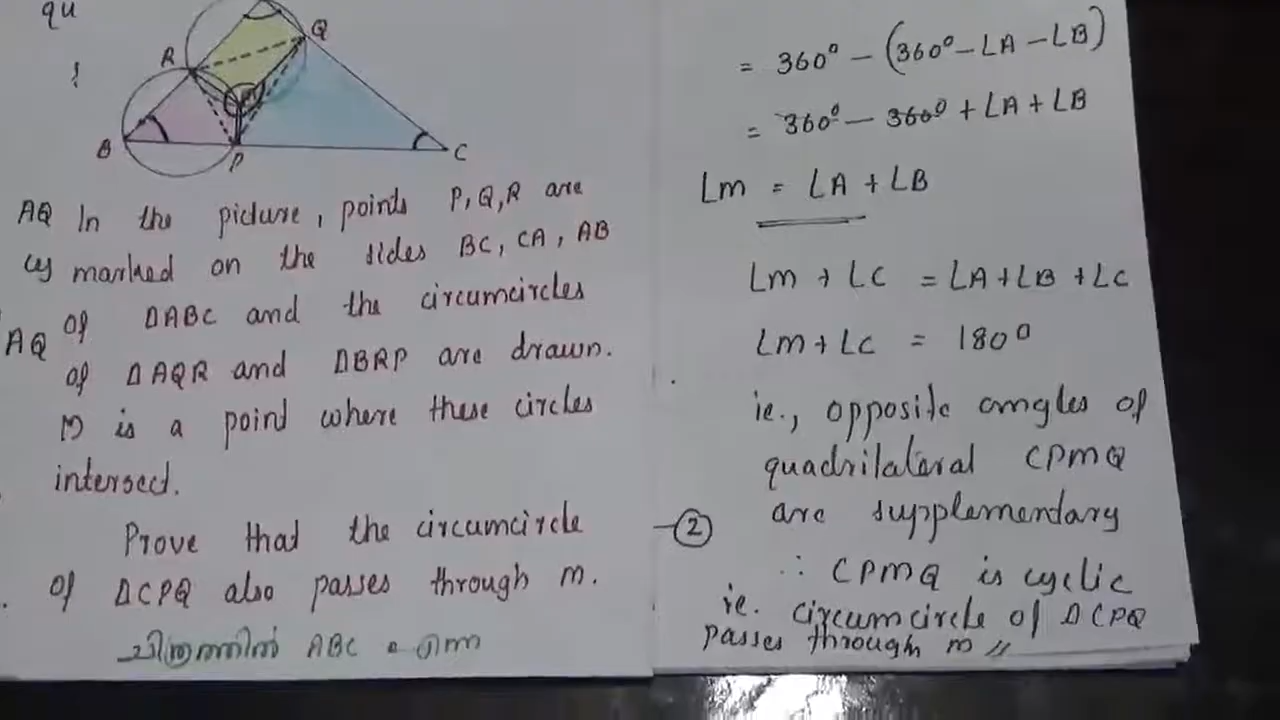 qu
R
Q
B
P
C
AQ In the picture, points P, Q, R are
cy marked on the sides BC, CA, AB
of ΔABC and the circumcircles
AQ
of ΔAQR and ΔBRP are drawn.
M is a point where these circles
intersect.
Prove that the circumcircle
of ΔCPQ also passes through m.
ചിത്രത്തിൽ ABC
= 360° - (360° - ∠A - ∠B)
= 360° - 360° + ∠A + ∠B
∠m = ∠A + ∠B
∠m + ∠C = ∠A + ∠B + ∠C
∠m + ∠C = 180°
ie., opposite angles of
quadrilateral CPMQ
② are supplementary
∴ CPMQ is cyclic
ie. circumcircle of ΔCPQ
passes through m //